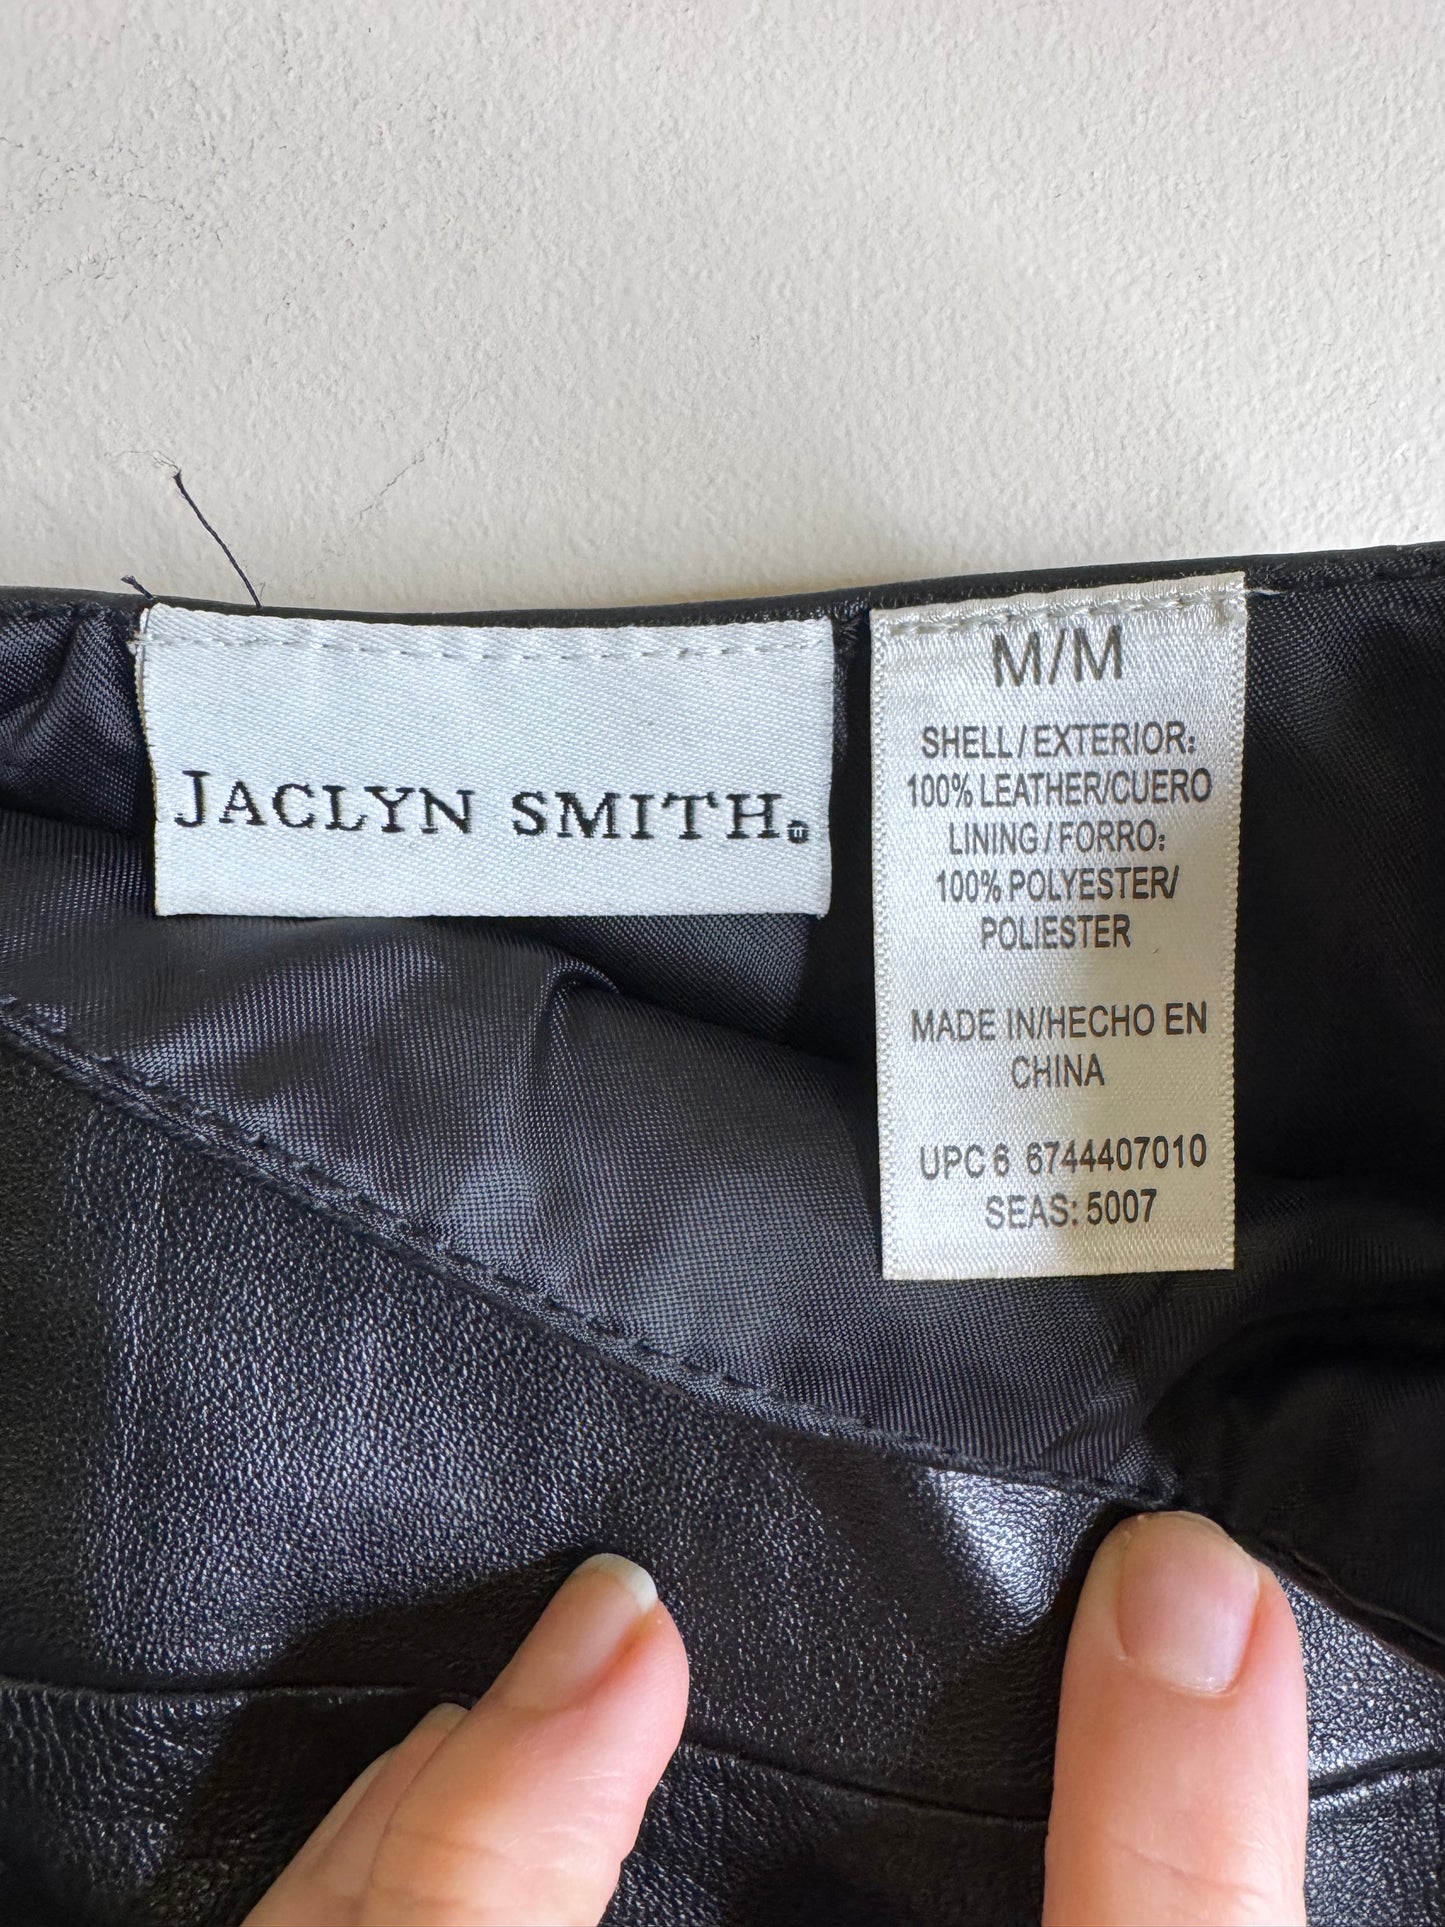 JACLYN SMITH
M/M
SHELL/EXTERIOR:
100% LEATHER/CUERO
LINING/FORRO:
100% POLYESTER/
POLIESTER
MADE IN/HECHO EN
CHINA
UPC 6 6744407010
SEAS: 5007